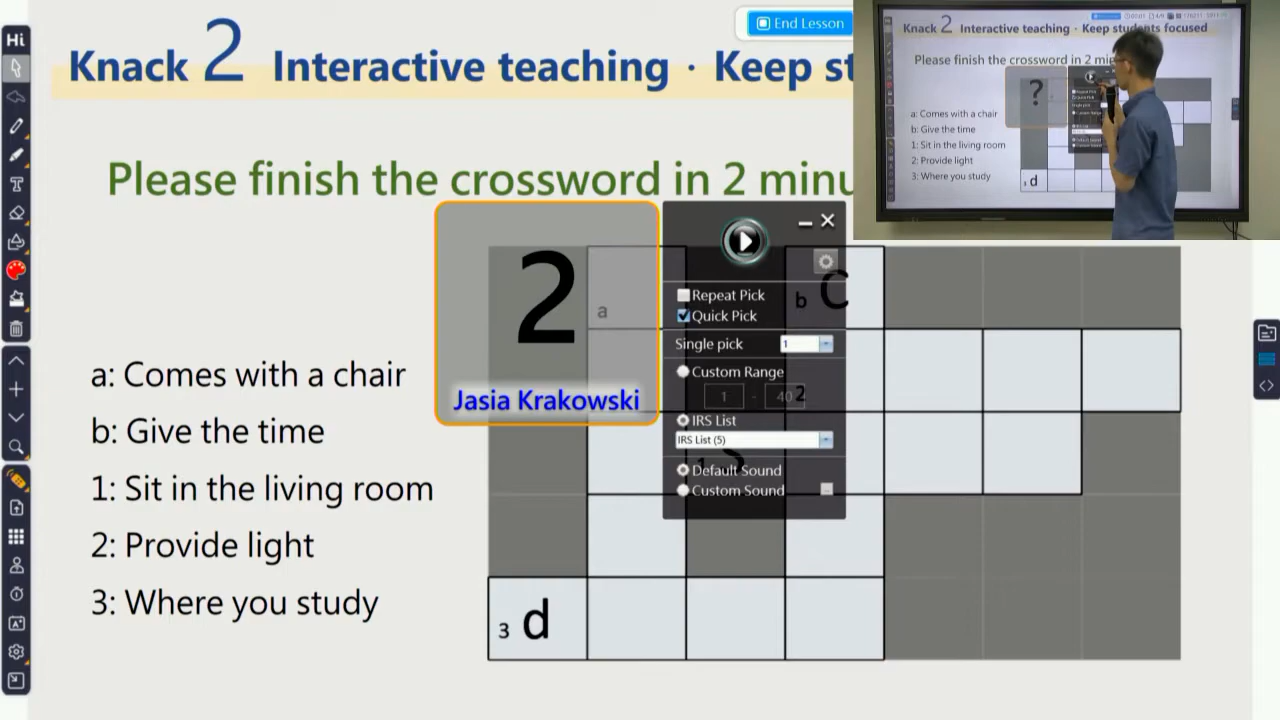 Hi
End Lesson
Knack 2 Interactive teaching · Keep st
Please finish the crossword in 2 minu
2
Jasia Krakowski
a
Repeat Pick
b C
Quick Pick
Single pick 1
Custom Range
1 - 40 2
IRS List
IRS List (5)
Default Sound
Custom Sound
a: Comes with a chair
b: Give the time
1: Sit in the living room
2: Provide light
3: Where you study
3 d
Knack 2 Interactive teaching · Keep students focused
Please finish the crossword in 2 min
?
a: Comes with a chair
b: Give the time
1: Sit in the living room
2: Provide light
3: Where you study
3 d